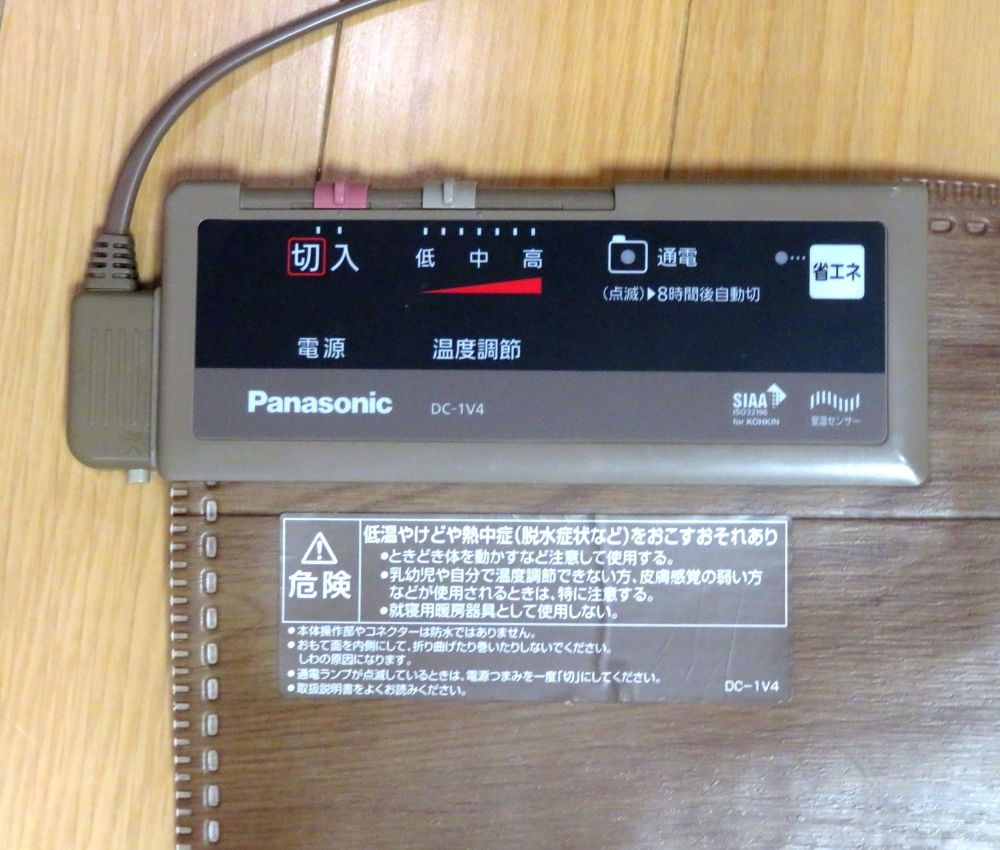 切 入
低 中 高
通電
省エネ
(点滅)▶8時間後自動切
電源
温度調節
Panasonic
DC-1V4
SIAA
ISO22196
for KOHKIN
室温センサー
危険
低温やけどや熱中症(脱水症状など)をおこすおそれあり
●ときどき体を動かすなど注意して使用する。
●乳幼児や自分で温度調節できない方、皮膚感覚の弱い方
などが使用されるときは、特に注意する。
●就寝用暖房器具として使用しない。
●本体操作部やコネクターは防水ではありません。
●おもて面を内側にして、折り曲げたり巻いたりしないでください。
しわの原因になります。
●通電ランプが点滅しているときは、電源つまみを一度「切」にしてください。
●取扱説明書をよくお読みください。
DC-1V4